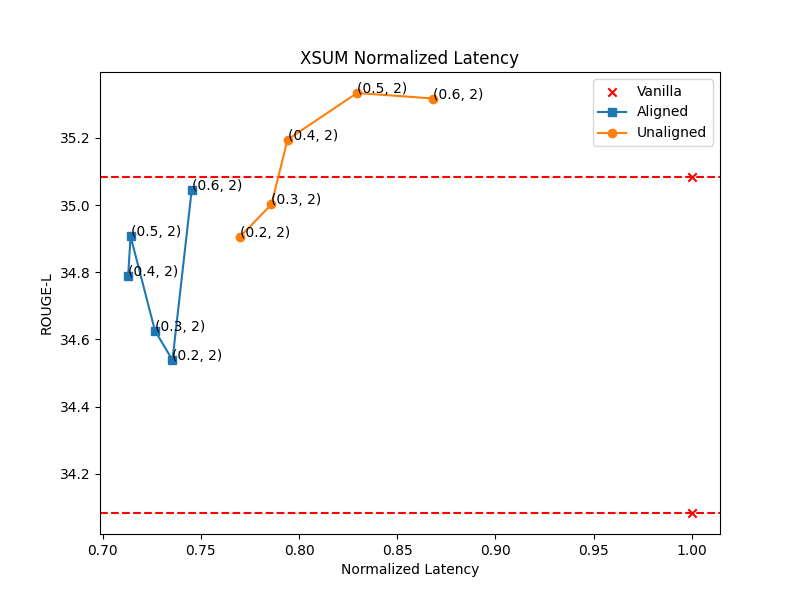 XSUM Normalized Latency
Vanilla
Aligned
Unaligned
(0.5, 2)
(0.6, 2)
(0.4, 2)
(0.6, 2)
(0.3, 2)
(0.5, 2)
(0.2, 2)
(0.4, 2)
(0.3, 2)
(0.2, 2)
ROUGE-L
35.2
35.0
34.8
34.6
34.4
34.2
0.70 0.75 0.80 0.85 0.90 0.95 1.00
Normalized Latency